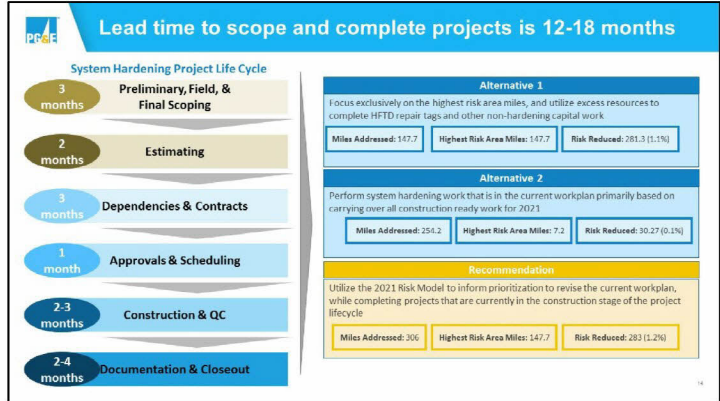 PG&E
Lead time to scope and complete projects is 12-18 months
System Hardening Project Life Cycle
3
months
Preliminary, Field, &
Final Scoping
2
months
Estimating
3
months
Dependencies & Contracts
1
month
Approvals & Scheduling
2-3
months
Construction & QC
2-4
months
Documentation & Closeout
Alternative 1
Focus exclusively on the highest risk area miles, and utilize excess resources to
complete HFTD repair tags and other non-hardening capital work
Miles Addressed: 147.7
Highest Risk Area Miles: 147.7
Risk Reduced: 281.3 (1.1%)
Alternative 2
Perform system hardening work that is in the current workplan primarily based on
carrying over all construction ready work for 2021
Miles Addressed: 254.2
Highest Risk Area Miles: 7.2
Risk Reduced: 30.27 (0.1%)
Recommendation
Utilize the 2021 Risk Model to inform prioritization to revise the current workplan,
while completing projects that are currently in the construction stage of the project
lifecycle
Miles Addressed: 306
Highest Risk Area Miles: 147.7
Risk Reduced: 283 (1.2%)